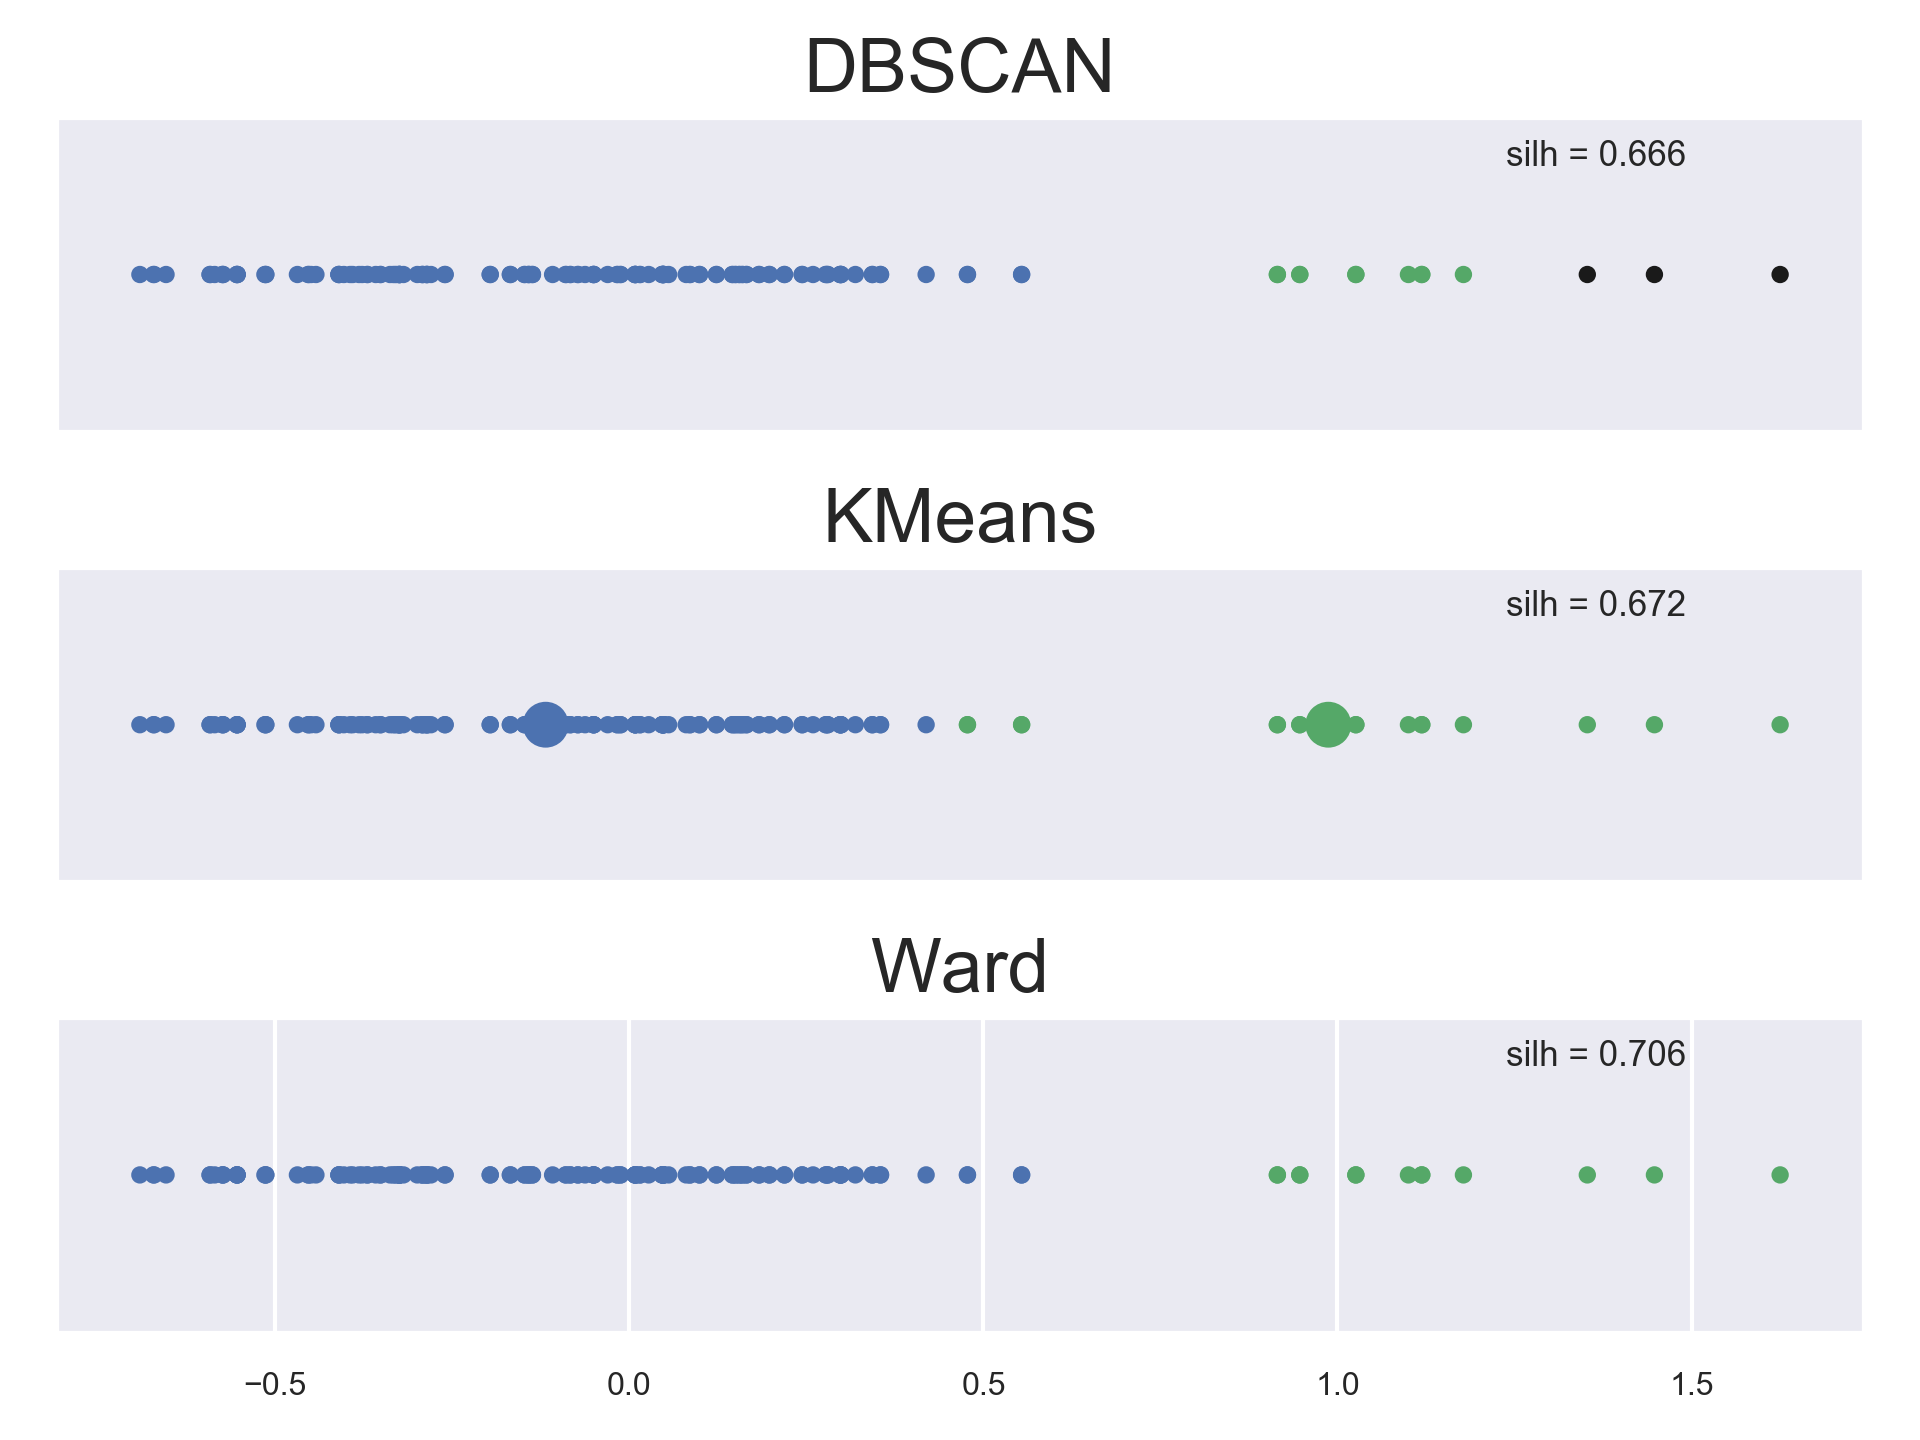 DBSCAN
silh = 0.666
KMeans
silh = 0.672
Ward
silh = 0.706
−0.5 0.0 0.5 1.0 1.5